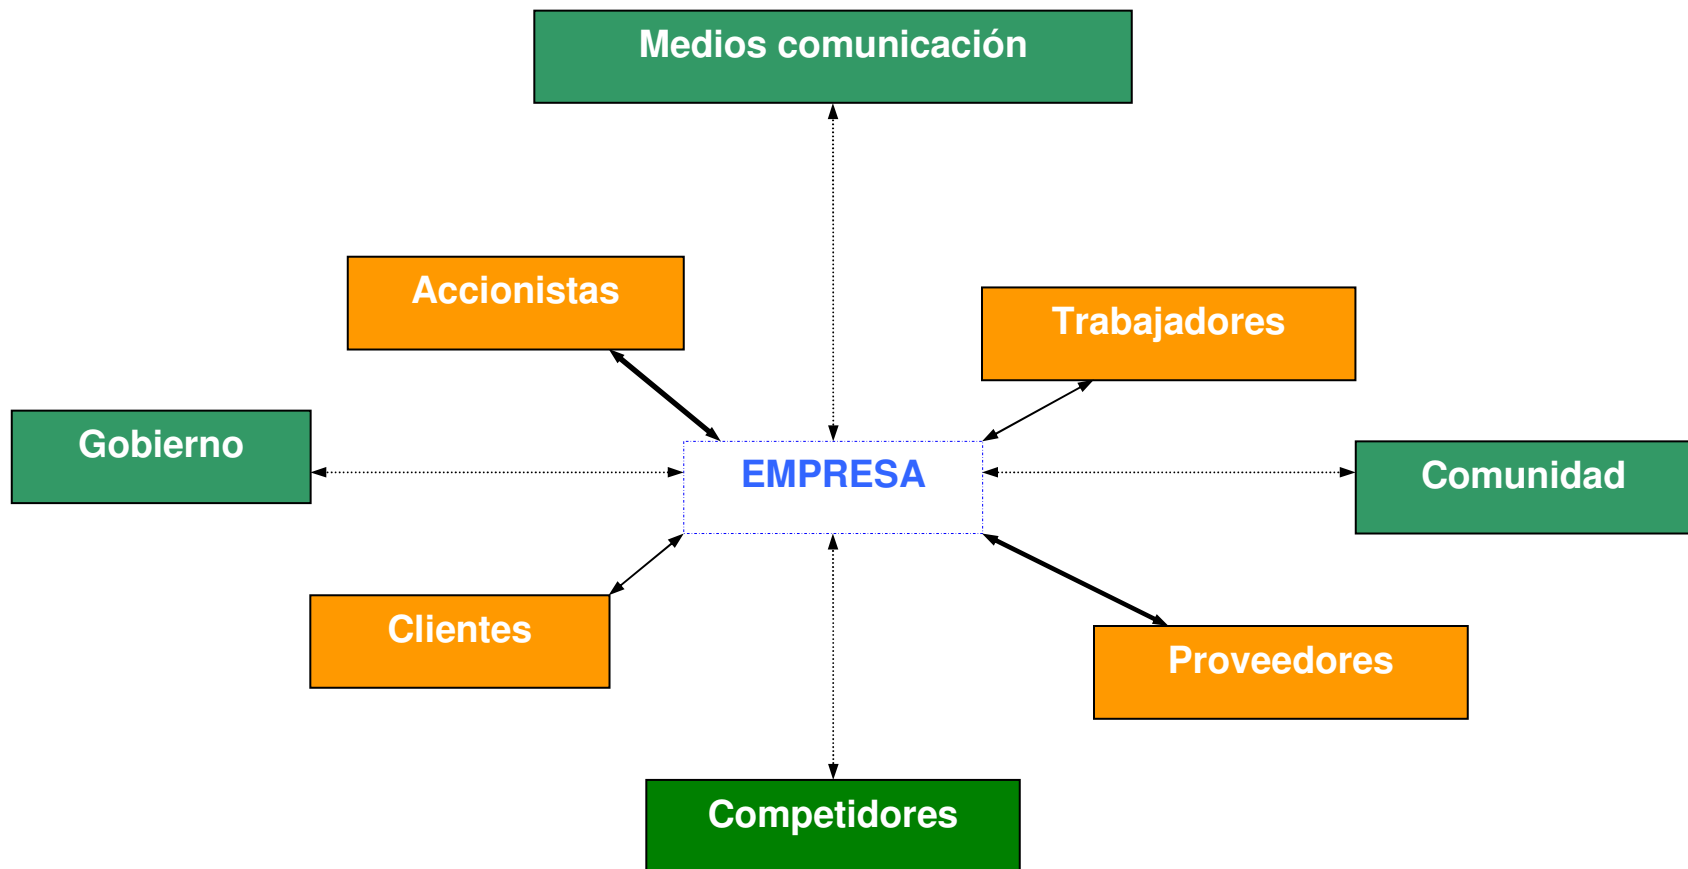 Medios comunicación
Accionistas
Trabajadores
Gobierno
EMPRESA
Comunidad
Clientes
Proveedores
Competidores